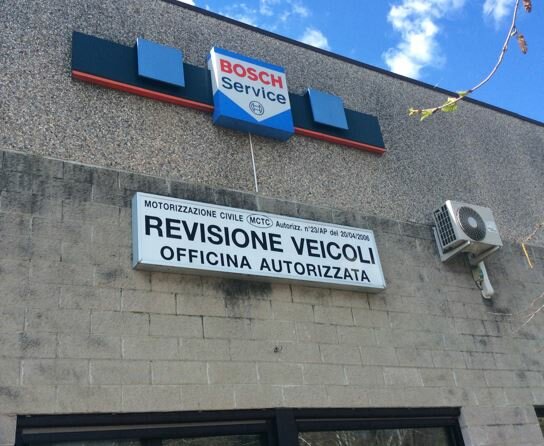 BOSCH
Service
MOTORIZZAZIONE CIVILE MCTC Autorizz. n°23/AP del 20/04/2006
REVISIONE VEICOLI
OFFICINA AUTORIZZATA